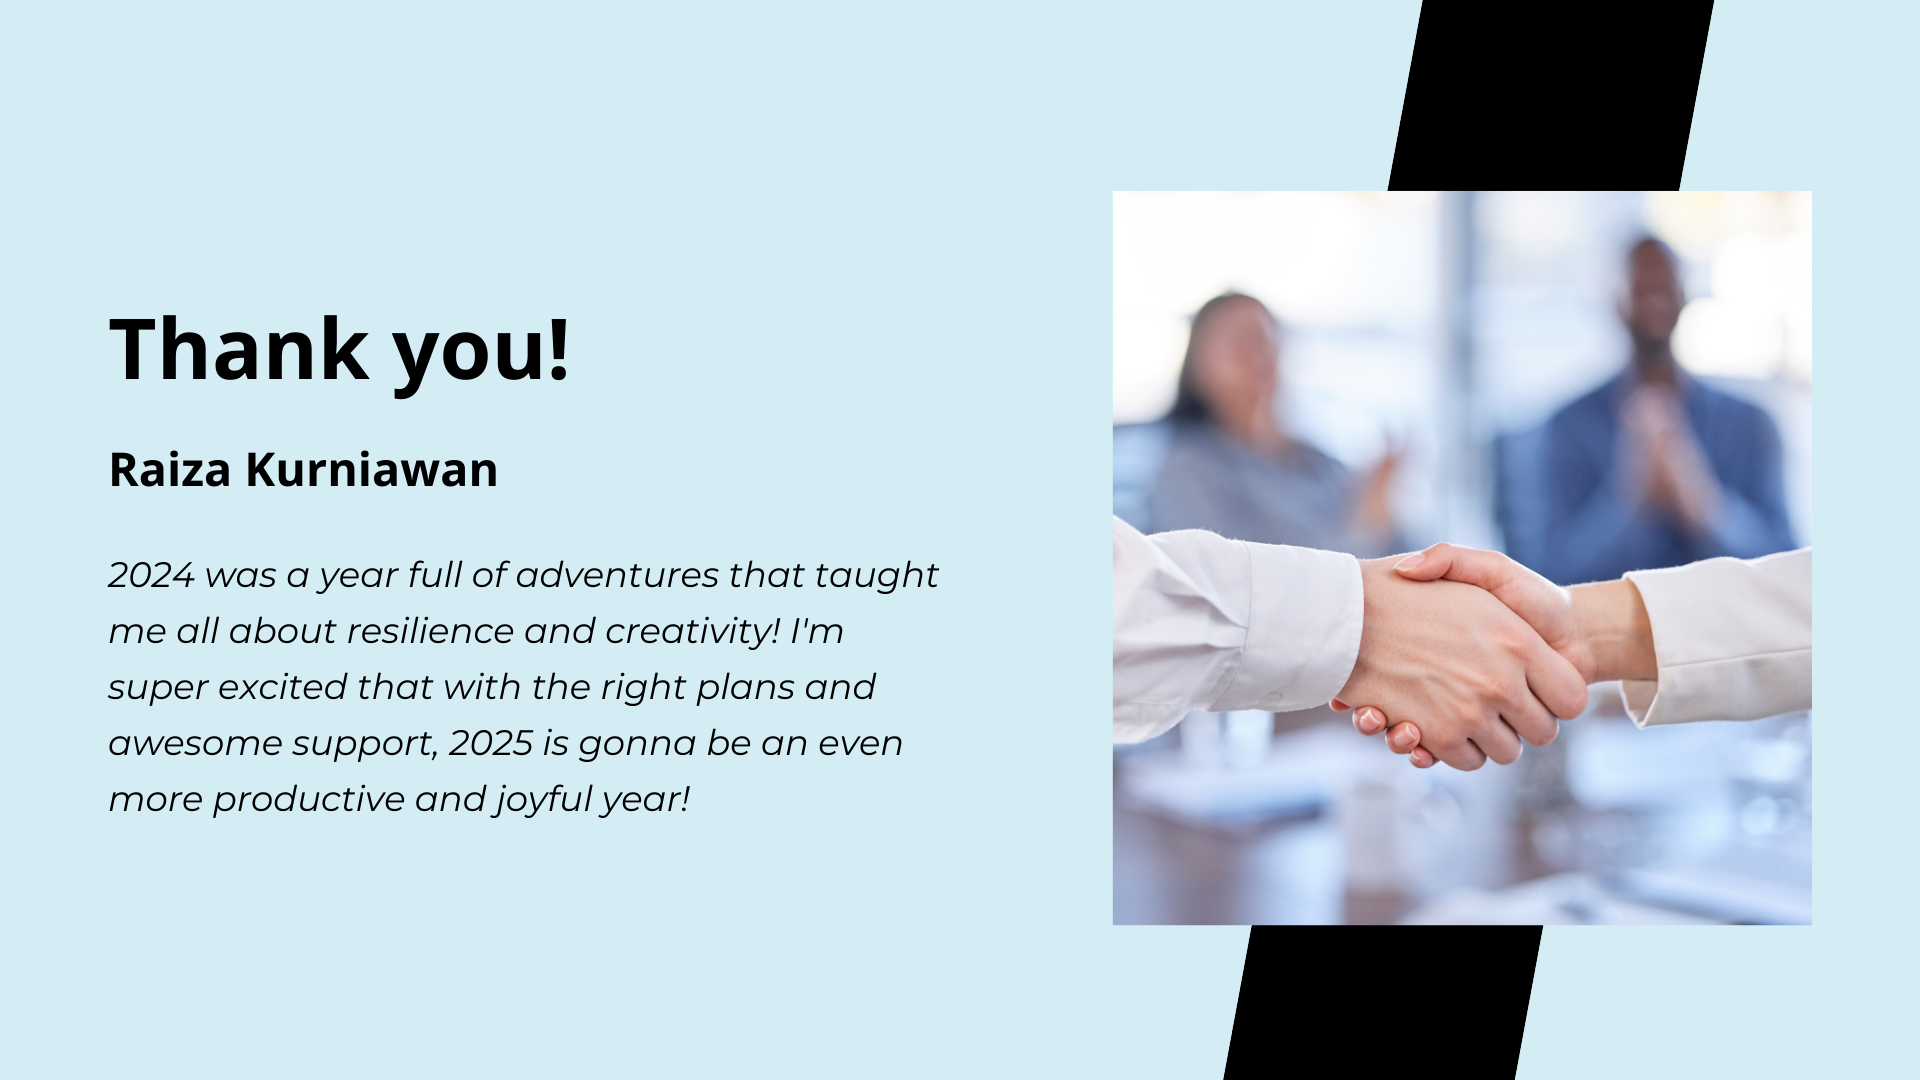 Thank you!
Raiza Kurniawan
2024 was a year full of adventures that taught
me all about resilience and creativity! I'm
super excited that with the right plans and
awesome support, 2025 is gonna be an even
more productive and joyful year!